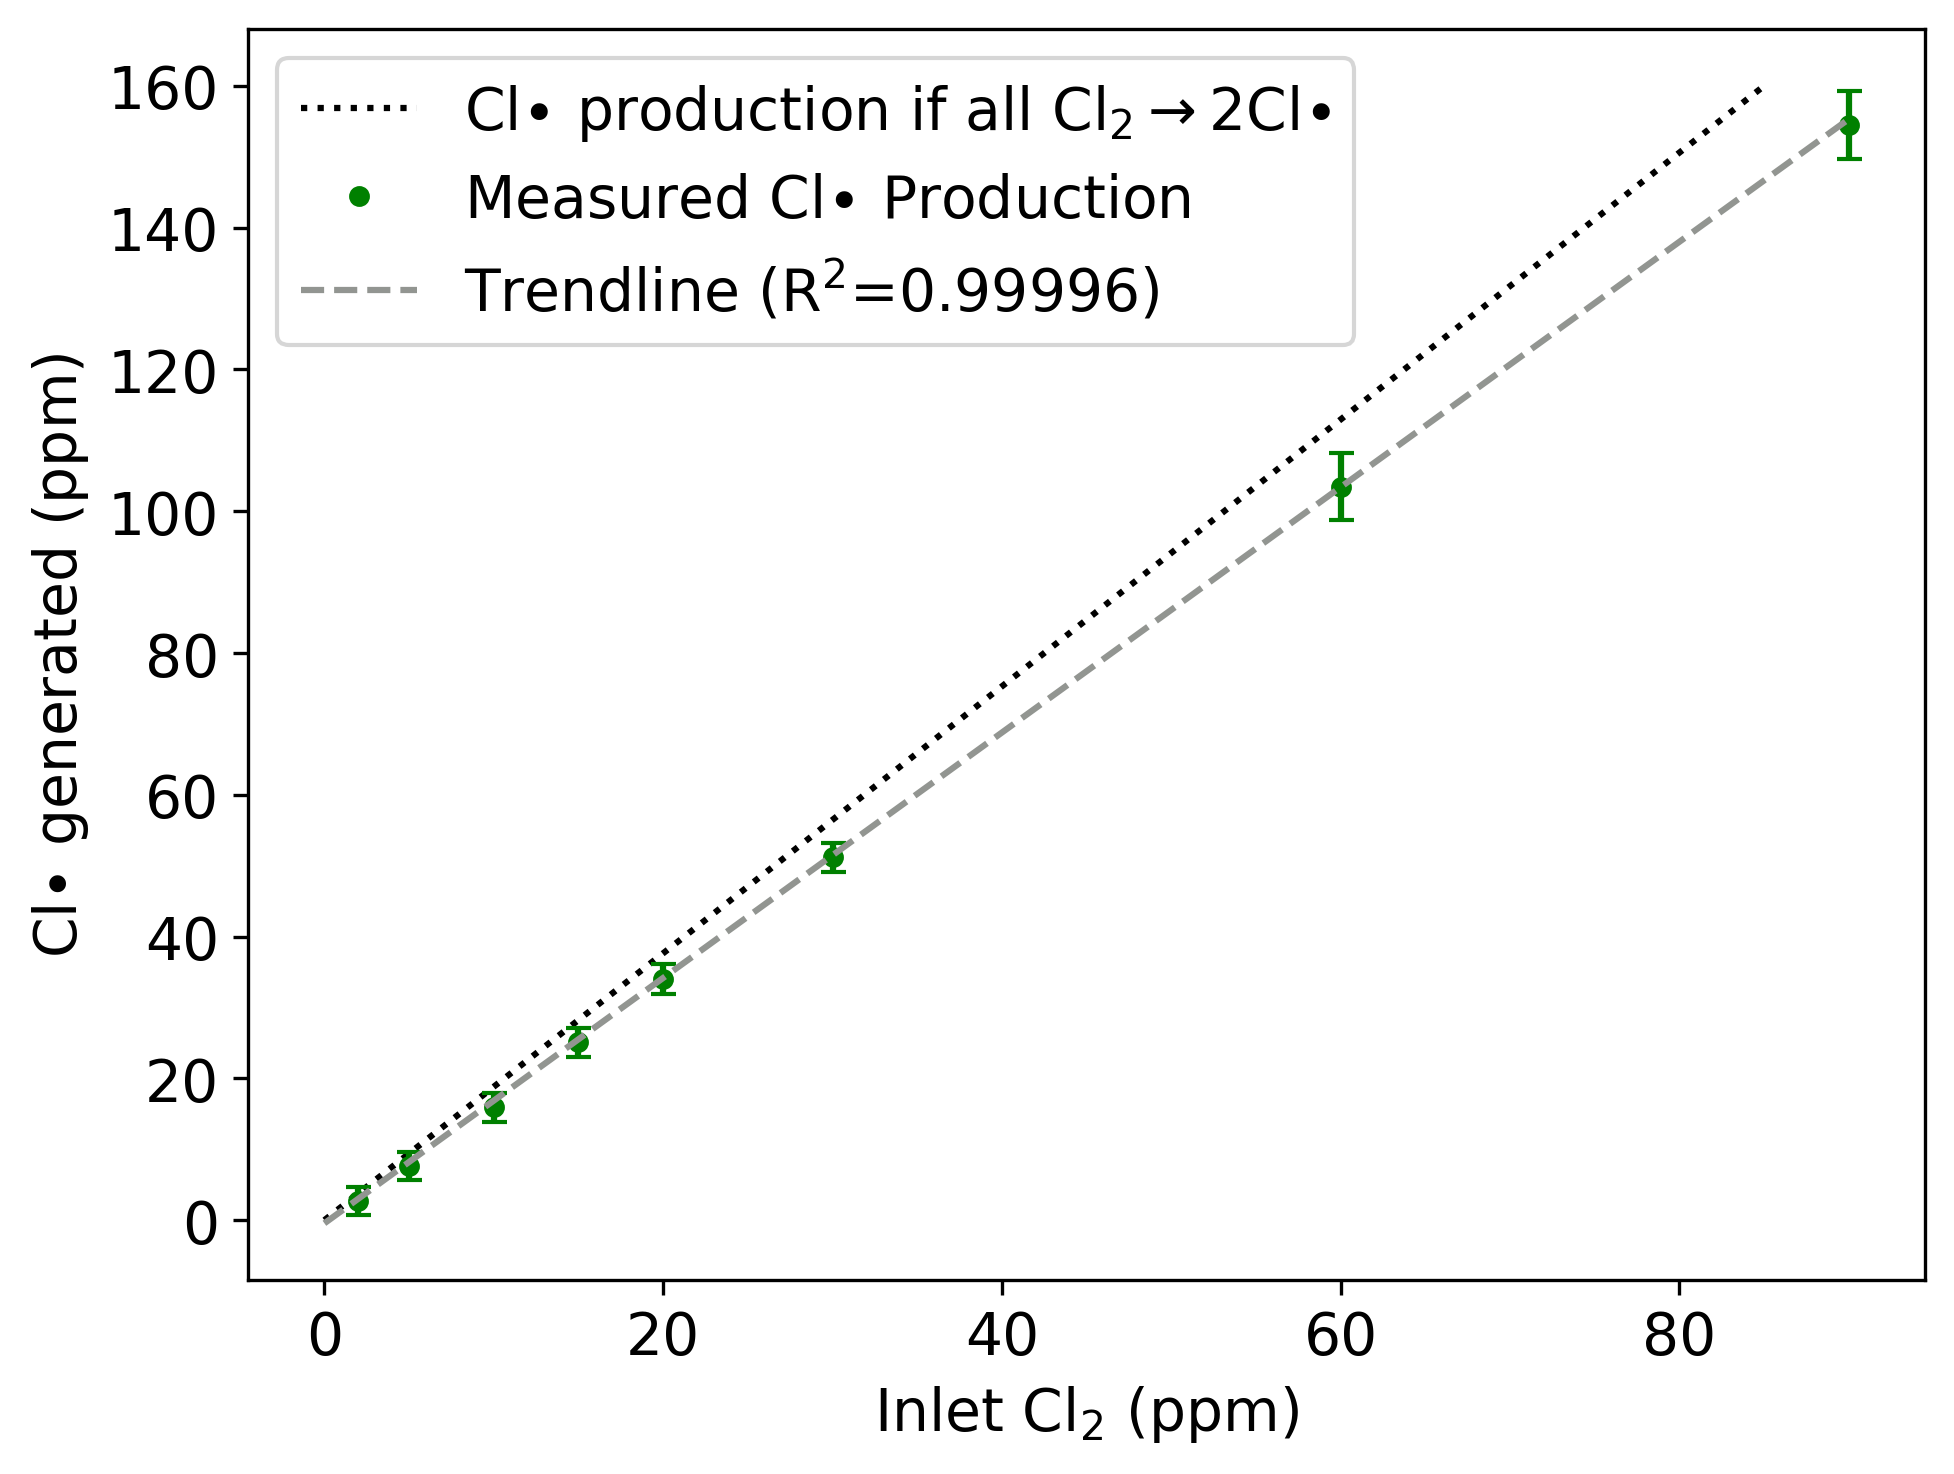 Cl• production if all Cl₂→2Cl•
Measured Cl• Production
Trendline (R²=0.99996)
160
140
120
100
80
60
40
20
0
Cl• generated (ppm)
0 20 40 60 80
Inlet Cl₂ (ppm)